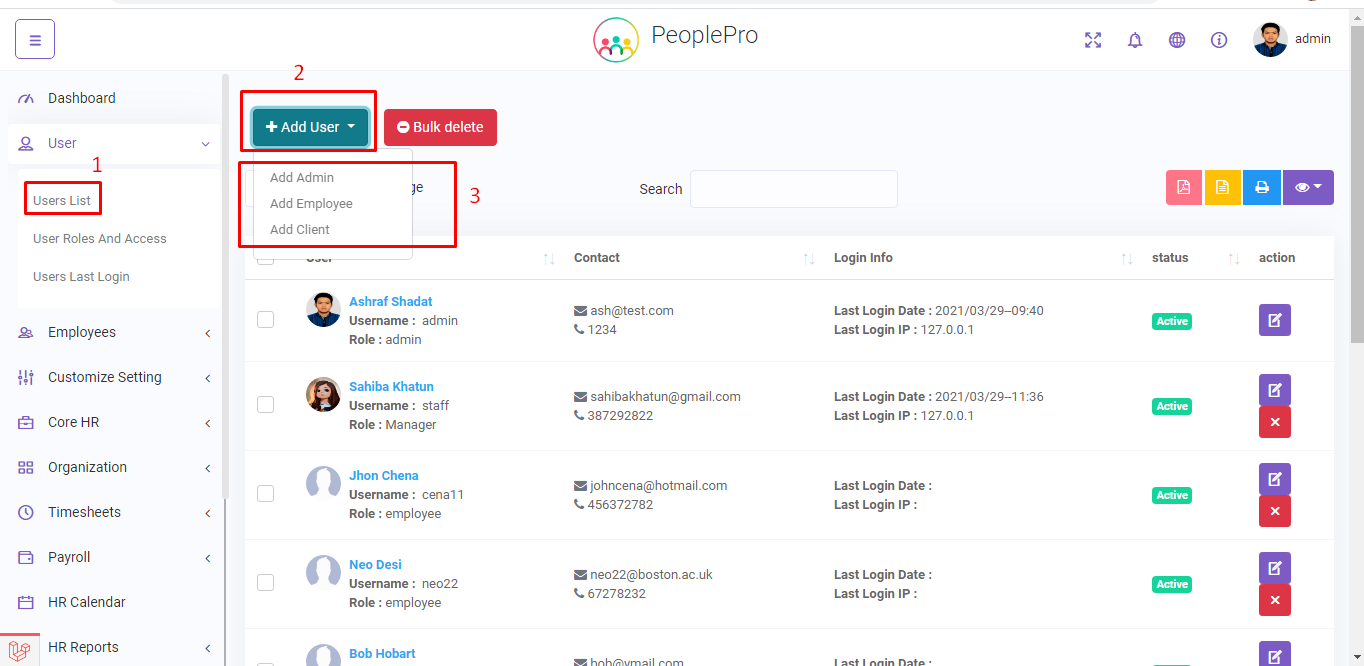 PeoplePro
admin
2
Dashboard
Add User
Bulk delete
User
1
Add Admin
ge
Search
3
Users List
Add Employee
Add Client
User Roles And Access
User
Contact
Login Info
status
action
Users Last Login
Ashraf Shadat
Username : admin
Role : admin
ash@test.com
1234
Last Login Date : 2021/03/29--09:40
Last Login IP : 127.0.0.1
Active
Employees
Customize Setting
Sahiba Khatun
Username : staff
Role : Manager
sahibakhatun@gmail.com
387292822
Last Login Date : 2021/03/29--11:36
Last Login IP : 127.0.0.1
Active
Core HR
Organization
Jhon Chena
Username : cena11
Role : employee
johncena@hotmail.com
456372782
Last Login Date :
Last Login IP :
Active
Timesheets
Payroll
Neo Desi
Username : neo22
Role : employee
neo22@boston.ac.uk
67278232
Last Login Date :
Last Login IP :
Active
HR Calendar
HR Reports
Bob Hobart
bob@ymail.com
Last Login Date :